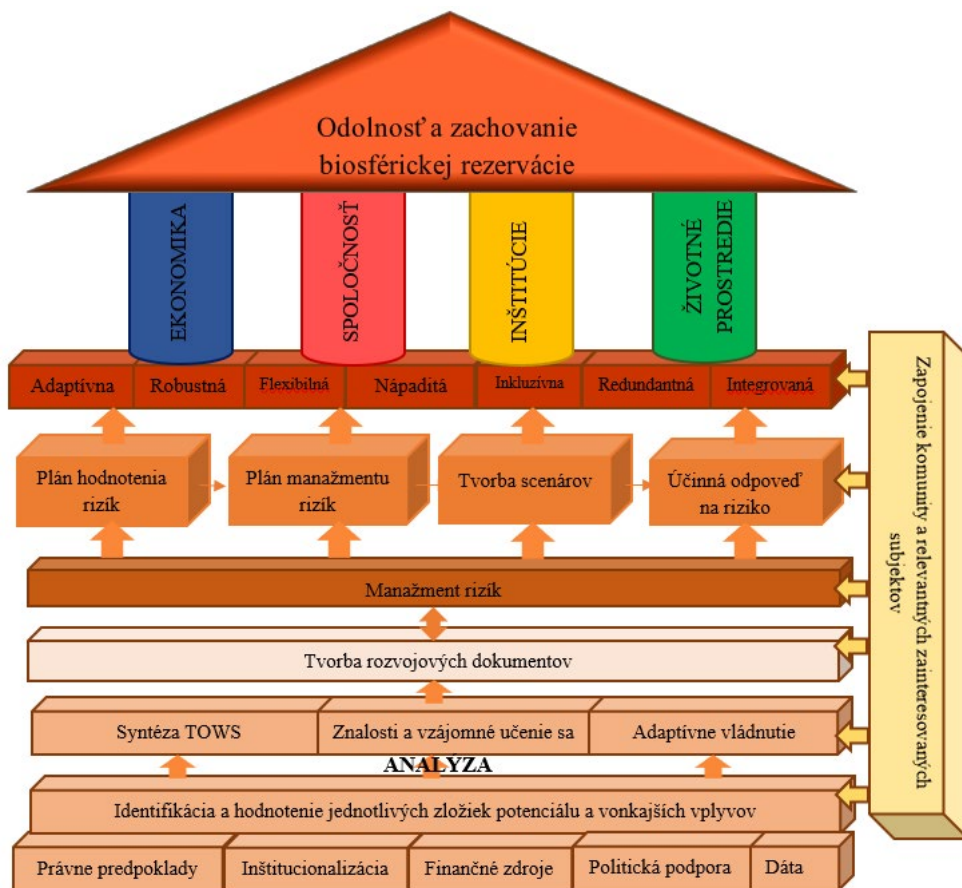 Odolnosť a zachovanie
biosférickej rezervácie
EKONOMIKA
SPOLOČNOSŤ
INŠTITÚCIE
ŽIVOTNÉ
PROSTREDIE
Adaptívna
Robustná
Flexibilná
Nápaditá
Inkluzívna
Redundantná
Integrovaná
Plán hodnotenia
rizík
Plán manažmentu
rizík
Tvorba scenárov
Účinná odpoveď
na riziko
Manažment rizík
Tvorba rozvojových dokumentov
Syntéza TOWS
Znalosti a vzájomné učenie sa
Adaptívne vládnutie
ANALÝZA
Identifikácia a hodnotenie jednotlivých zložiek potenciálu a vonkajších vplyvov
Právne predpoklady
Inštitucionalizácia
Finančné zdroje
Politická podpora
Dáta
Zapojenie komunity a relevantných zainteresovaných
subjektov